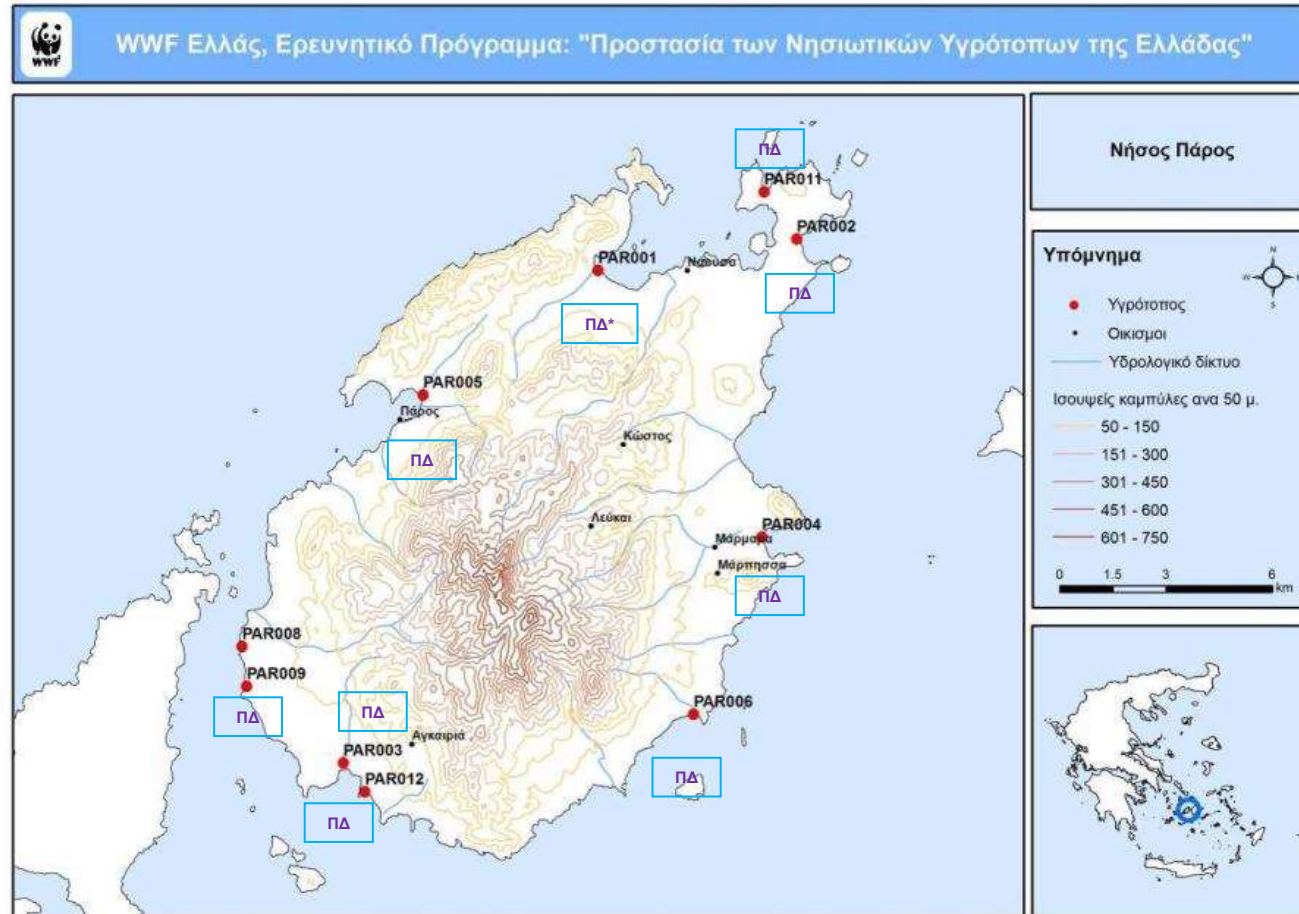 WWF
WWF Ελλάς, Ερευνητικό Πρόγραμμα: "Προστασία των Νησιωτικών Υγρότοπων της Ελλάδας"
Νήσος Πάρος
Υπόμνημα
N
W
S
Υγρότοπος
Οικισμοι
Υδρολογικό δίκτυο
Ισουψείς καμπύλες ανα 50 μ.
50 - 150
151 - 300
301 - 450
451 - 600
601 - 750
0 1.5 3 6
km
ΠΔ
PAR011
PAR002
PAR001
Νάουσα
ΠΔ
ΠΔ*
PAR005
Πάρος
Κώστος
ΠΔ
Λεύκαι
PAR004
Μάρμαρα
Μάρπησσα
ΠΔ
PAR008
PAR009
ΠΔ
ΠΔ
PAR006
Αγκαιριά
PAR003
PAR012
ΠΔ
ΠΔ